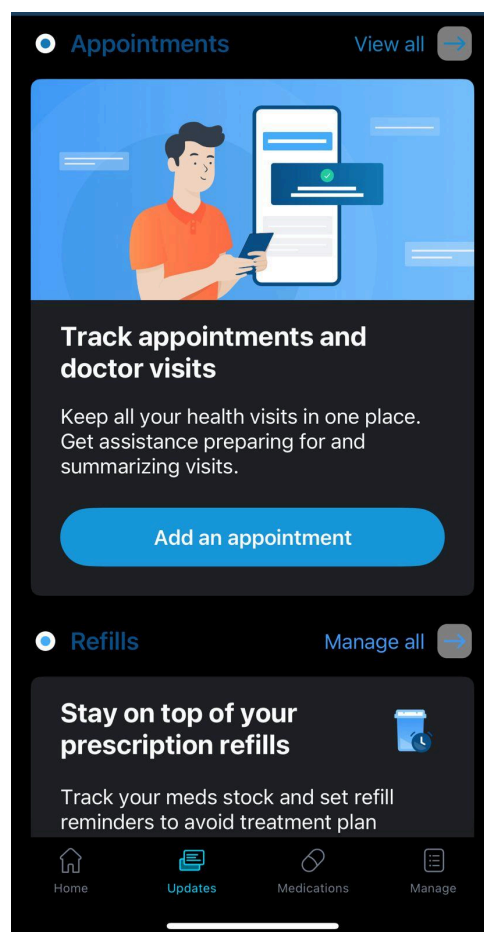 Appointments View all
Track appointments and
doctor visits
Keep all your health visits in one place.
Get assistance preparing for and
summarizing visits.
Add an appointment
Refills Manage all
Stay on top of your
prescription refills
Track your meds stock and set refill
reminders to avoid treatment plan
Home Updates Medications Manage